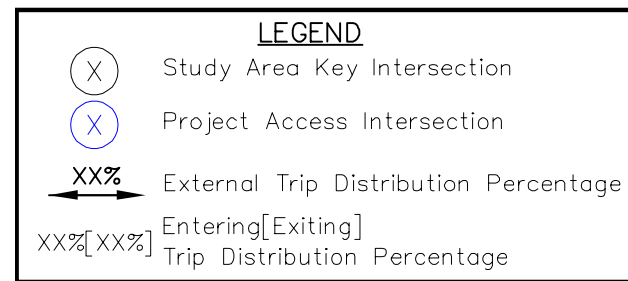 LEGEND
X Study Area Key Intersection
X Project Access Intersection
XX% External Trip Distribution Percentage
XX%[XX%] Entering[Exiting]
Trip Distribution Percentage